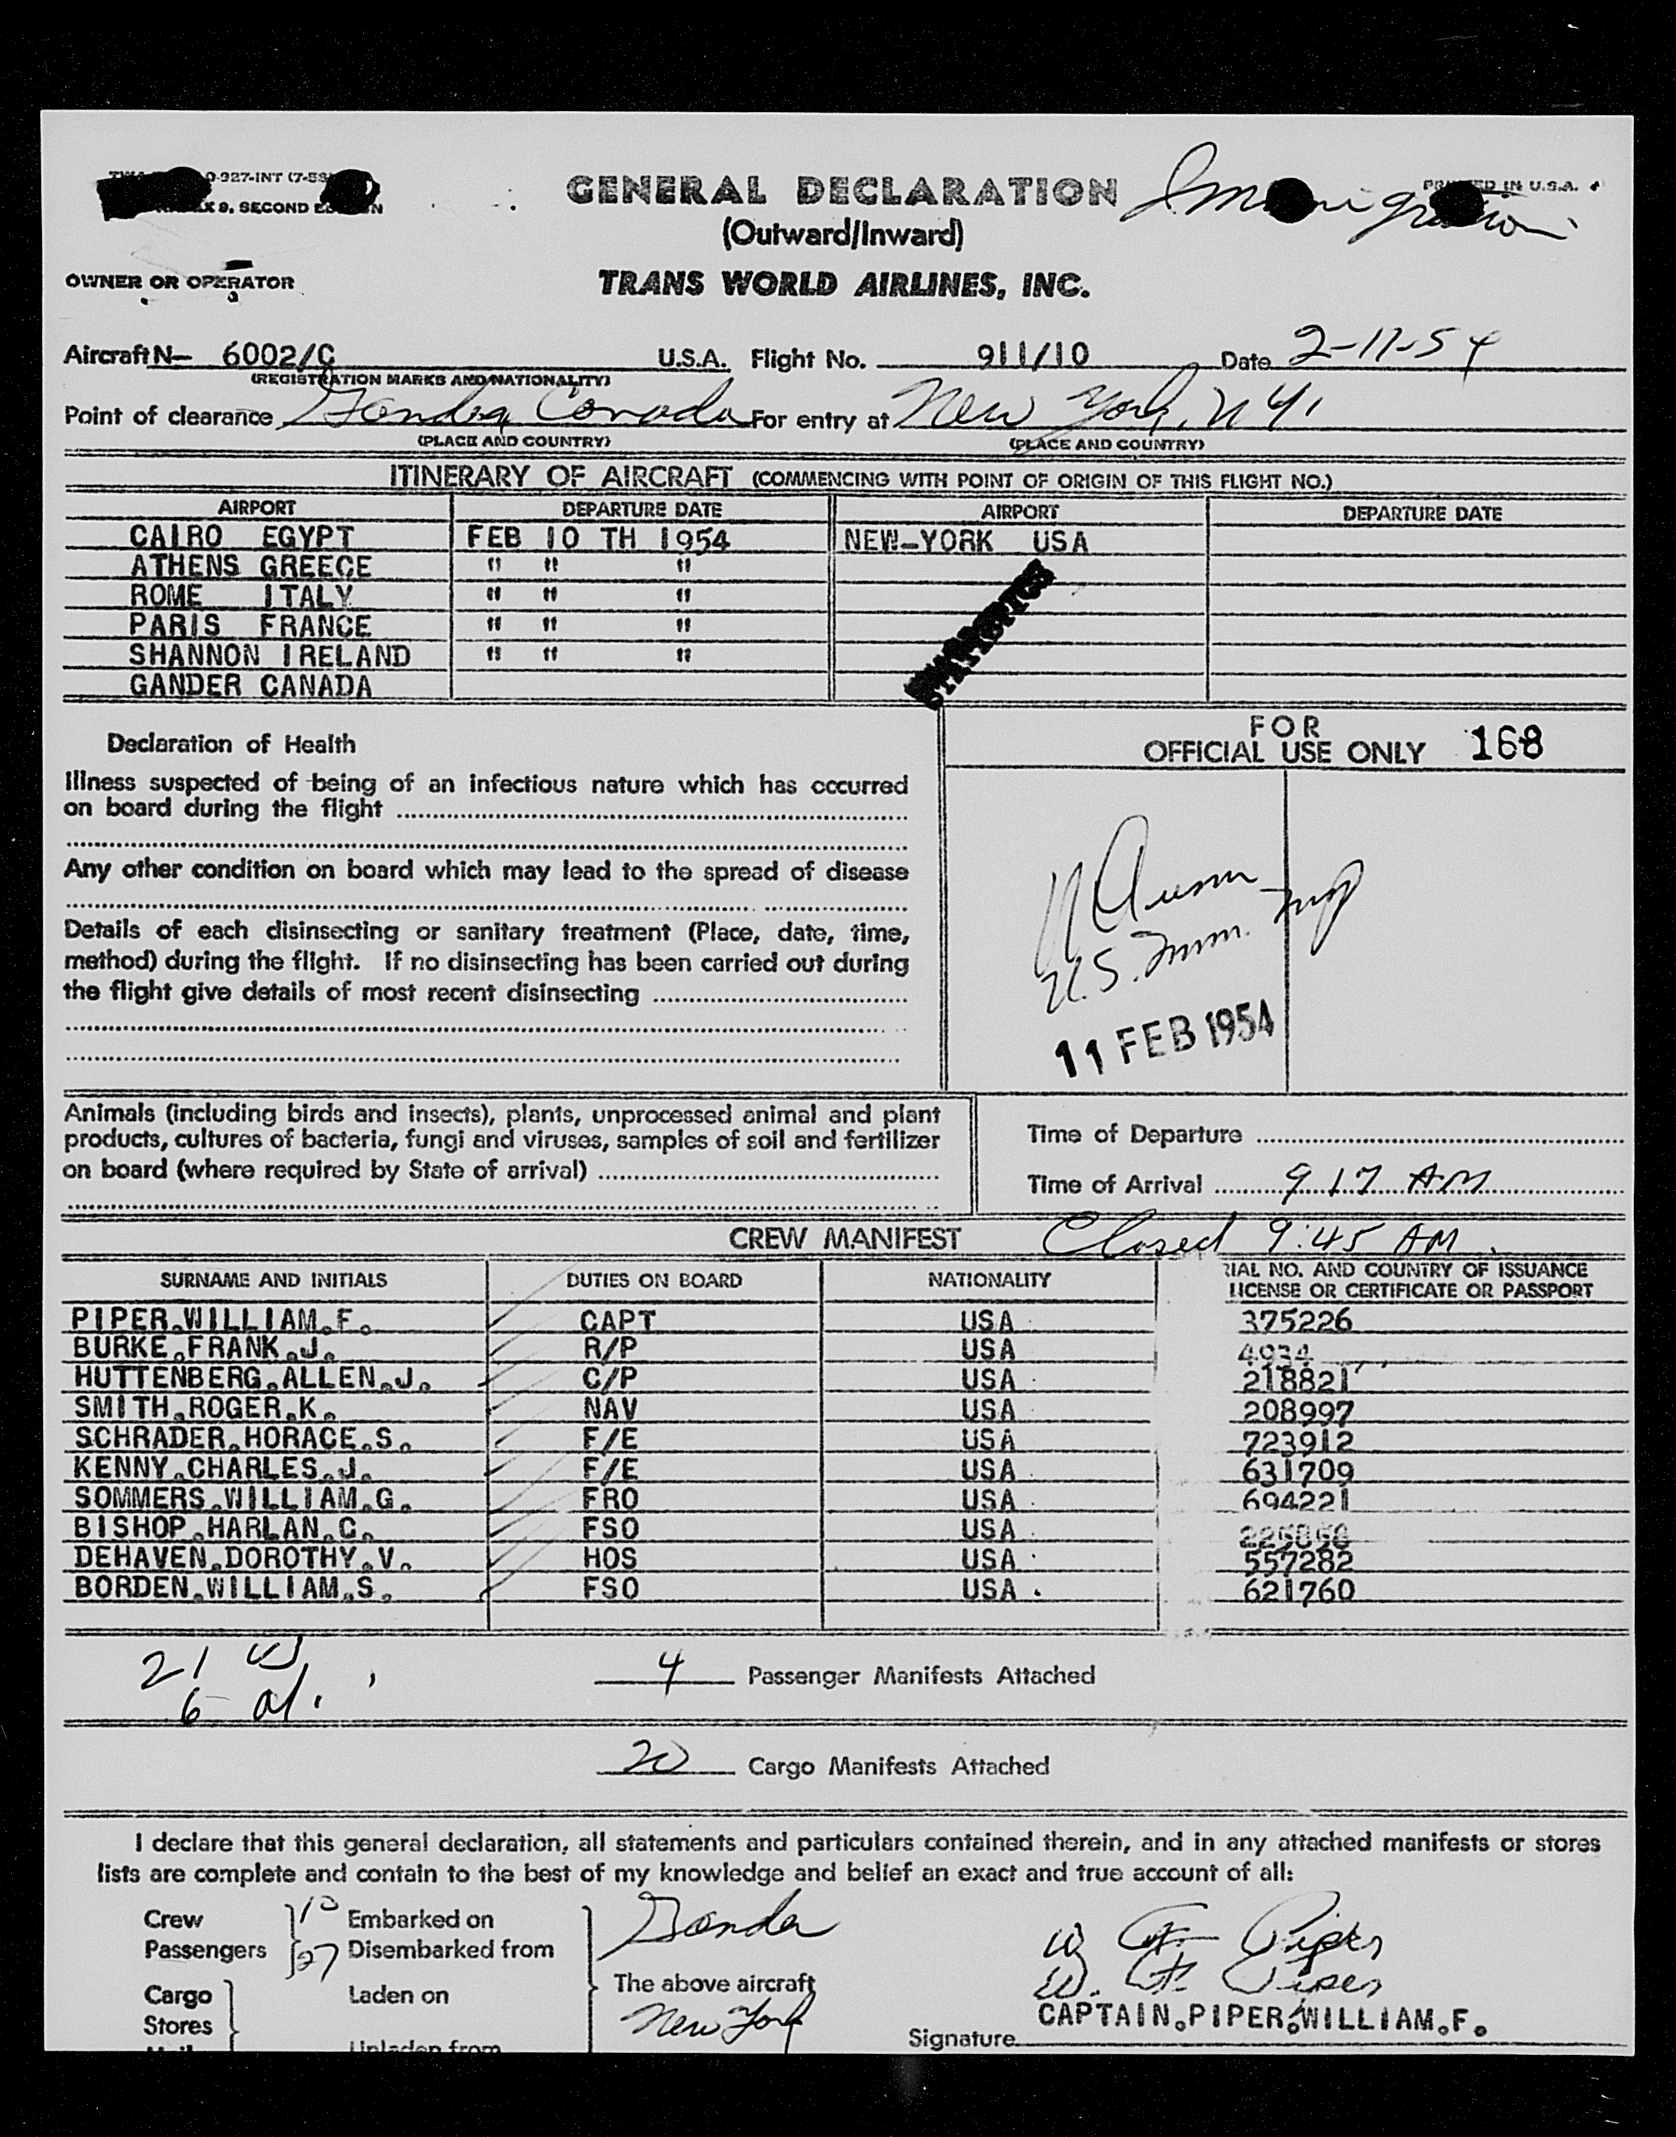 0-927-INT (7-53)
9, SECOND EDITION
GENERAL DECLARATION
Immigration
PRINTED IN U.S.A.
(Outward/Inward)
OWNER OR OPERATOR
TRANS WORLD AIRLINES, INC.
Aircraft N— 6002/C U.S.A. Flight No. 911/10 Date 2-11-54
(REGISTRATION MARKS AND NATIONALITY)
Point of clearance Gander Canada For entry at New York, N Y.
(PLACE AND COUNTRY) (PLACE AND COUNTRY)
ITINERARY OF AIRCRAFT (COMMENCING WITH POINT OF ORIGIN OF THIS FLIGHT NO.)
AIRPORT DEPARTURE DATE AIRPORT DEPARTURE DATE
CAIRO EGYPT FEB 10 TH 1954 NEW-YORK USA
ATHENS GREECE " " "
ROME ITALY " " "
PARIS FRANCE " " "
SHANNON IRELAND " " "
GANDER CANADA
Declaration of Health
FOR
OFFICIAL USE ONLY 168
Illness suspected of being of an infectious nature which has occurred
on board during the flight
Any other condition on board which may lead to the spread of disease
Details of each disinsecting or sanitary treatment (Place, date, time,
method) during the flight. If no disinsecting has been carried out during
the flight give details of most recent disinsecting
U.S. Imm. Insp
11 FEB 1954
Animals (including birds and insects), plants, unprocessed animal and plant
products, cultures of bacteria, fungi and viruses, samples of soil and fertilizer
on board (where required by State of arrival)
Time of Departure
Time of Arrival 9 17 AM
CREW MANIFEST Closed 9:45 AM.
SURNAME AND INITIALS DUTIES ON BOARD NATIONALITY RIAL NO. AND COUNTRY OF ISSUANCE
LICENSE OR CERTIFICATE OR PASSPORT
PIPER.WILLIAM.F. CAPT USA 375226
BURKE.FRANK.J. R/P USA 4934
HUTTENBERG.ALLEN.J. C/P USA 218821
SMITH.ROGER.K. NAV USA 208997
SCHRADER.HORACE.S. F/E USA 723912
KENNY.CHARLES.J. F/E USA 631709
SOMMERS.WILLIAM.G. FRO USA 694221
BISHOP.HARLAN.C. FSO USA
DEHAVEN.DOROTHY.V. HOS USA 557282
BORDEN.WILLIAM.S. FSO USA 621760
21
6 al.
4 Passenger Manifests Attached
20 Cargo Manifests Attached
I declare that this general declaration, all statements and particulars contained therein, and in any attached manifests or stores
lists are complete and contain to the best of my knowledge and belief an exact and true account of all:
Crew 10 Embarked on Gander
Passengers 27 Disembarked from
W F Piper
W. F. Piper
Cargo Laden on The above aircraft
Stores New York
CAPTAIN.PIPER.WILLIAM.F.
Signature
Mail Unladen from